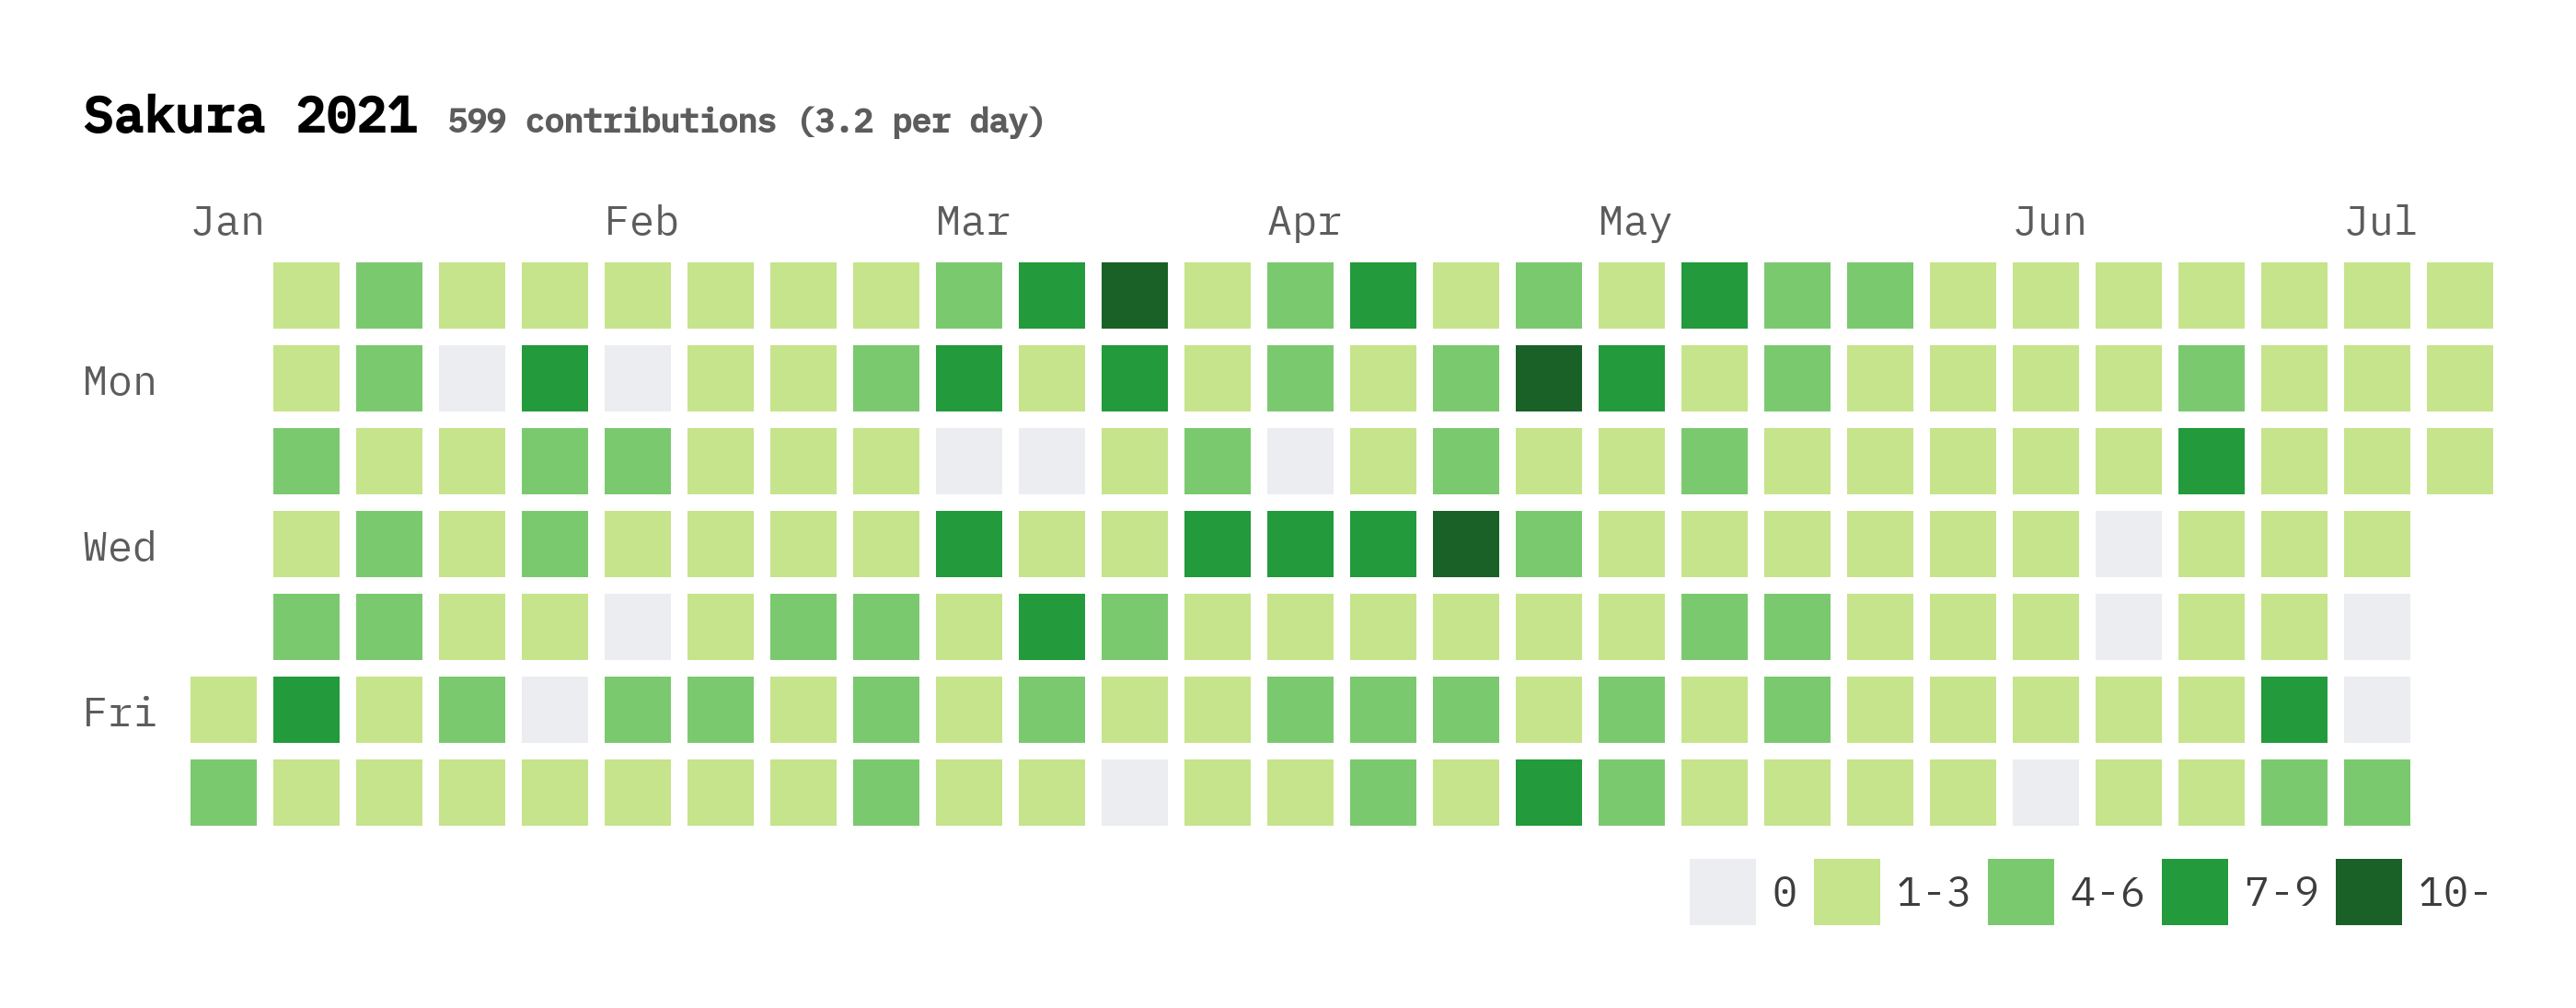 Sakura 2021 599 contributions (3.2 per day)
Jan Feb Mar Apr May Jun Jul
Mon
Wed
Fri
0 1-3 4-6 7-9 10-